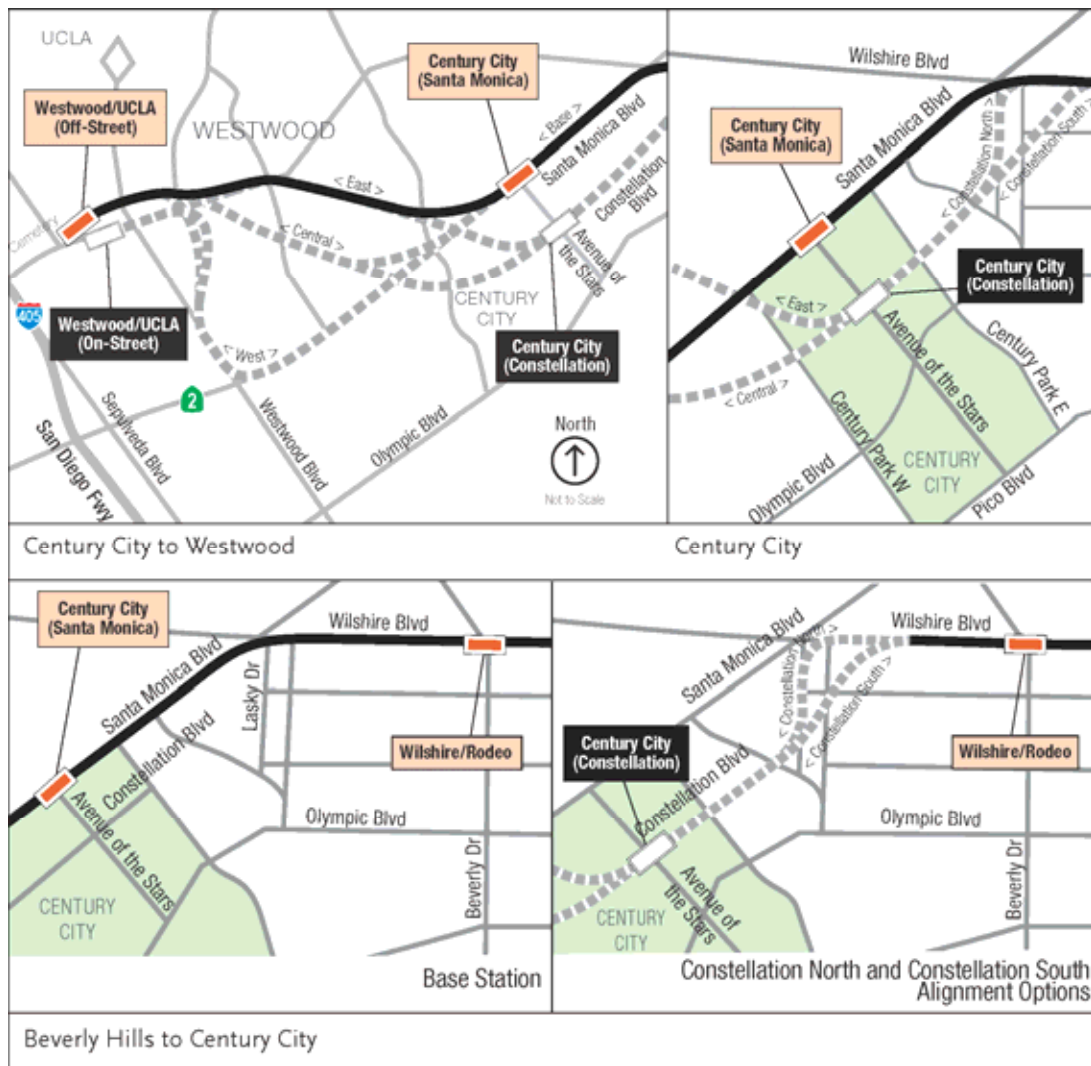 UCLA
Westwood/UCLA
(Off-Street)
WESTWOOD
Century City
(Santa Monica)
< Base >
Santa Monica Blvd
< East >
Constellation
Blvd
< Central >
Cemetery
Avenue of
the Stars
405
Westwood/UCLA
(On-Street)
CENTURY
CITY
< West >
Century City
(Constellation)
2
Sepulveda Blvd
Westwood Blvd
Olympic Blvd
San Diego Fwy
North
Not to Scale
Century City to Westwood
Wilshire Blvd
Century City
(Santa Monica)
Santa Monica Blvd
< Constellation North >
< Constellation South >
Century City
(Constellation)
< East >
Avenue of the Stars
Century Park E
< Central >
Century Park W
CENTURY
CITY
Olympic Blvd
Pico Blvd
Century City
Century City
(Santa Monica)
Wilshire Blvd
Santa Monica Blvd
Lasky Dr
Constellation Blvd
Wilshire/Rodeo
Avenue of the Stars
Olympic Blvd
Beverly Dr
CENTURY
CITY
Base Station
Santa Monica Blvd
Wilshire Blvd
< Constellation North >
< Constellation South >
Century City
(Constellation)
Wilshire/Rodeo
Constellation Blvd
Olympic Blvd
Avenue of
the Stars
Beverly Dr
CENTURY
CITY
Constellation North and Constellation South
Alignment Options
Beverly Hills to Century City